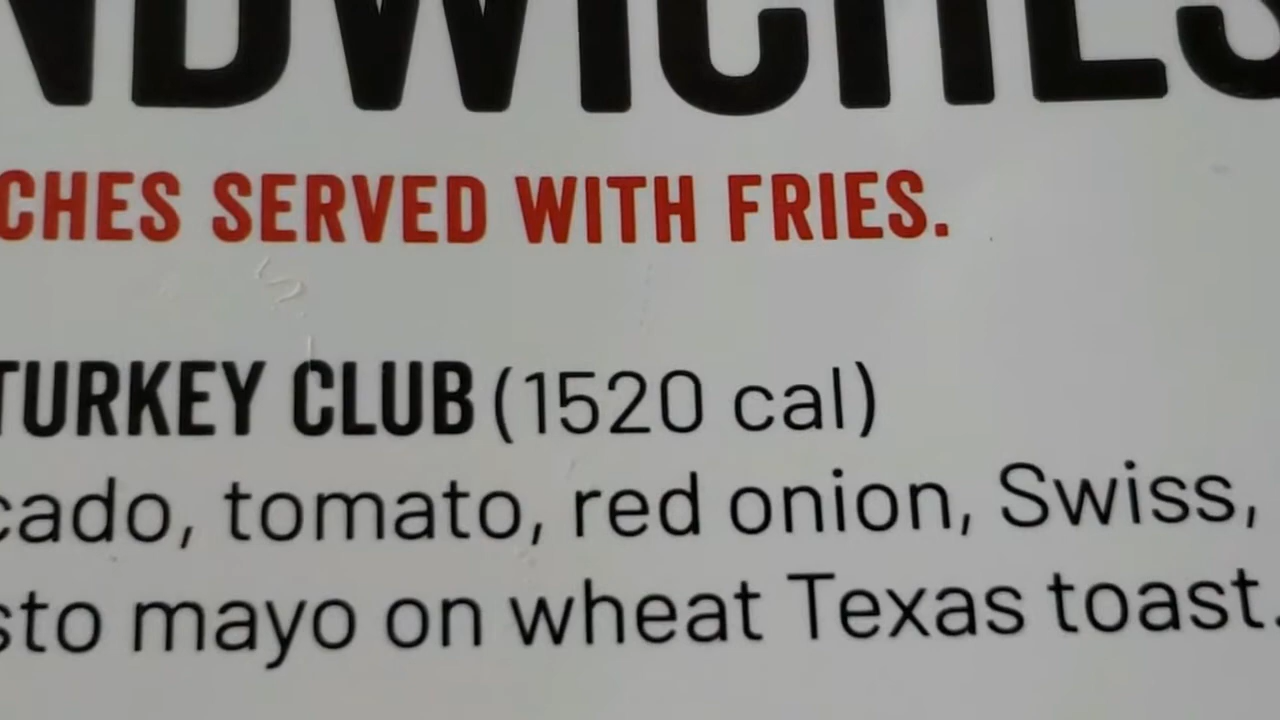 NDWICHES
CHES SERVED WITH FRIES.
TURKEY CLUB (1520 cal)
cado, tomato, red onion, Swiss,
sto mayo on wheat Texas toast.